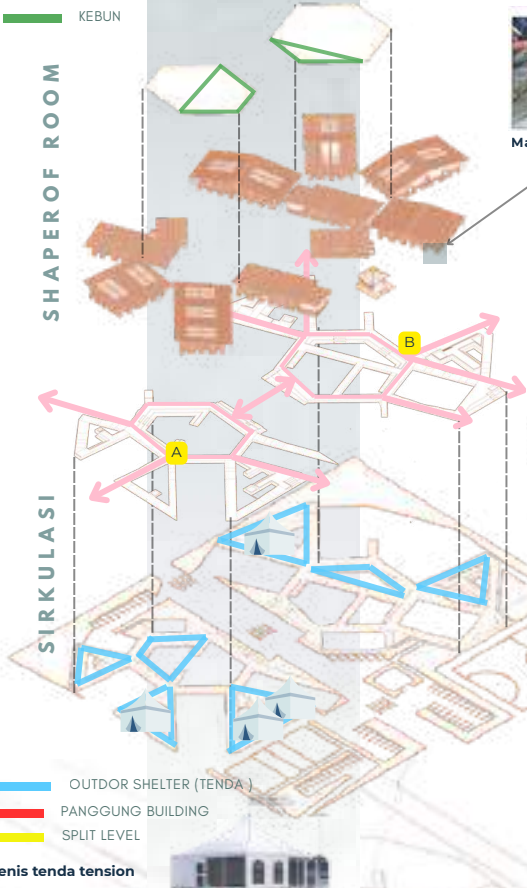 KEBUN
SHAPEROF ROOM
Ma
B
A
SIRKULASI
OUTDOR SHELTER (TENDA )
PANGGUNG BUILDING
SPLIT LEVEL
enis tenda tension